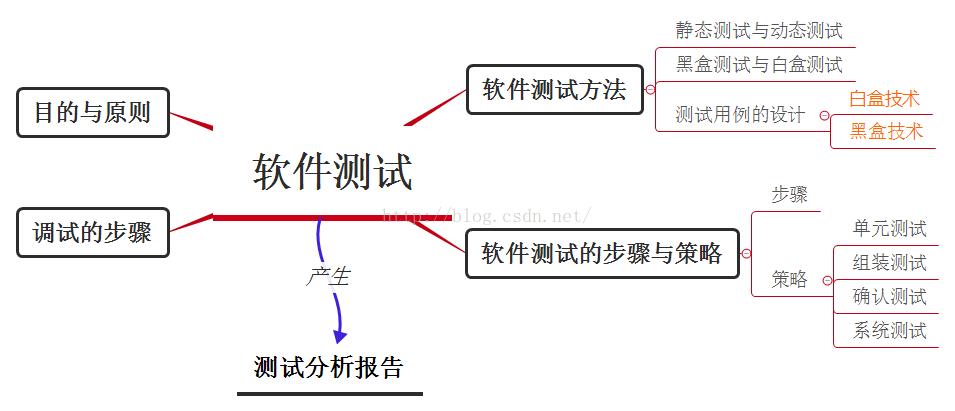 软件测试
目的与原则
调试的步骤
软件测试方法
静态测试与动态测试
黑盒测试与白盒测试
测试用例的设计
白盒技术
黑盒技术
软件测试的步骤与策略
步骤
策略
单元测试
组装测试
确认测试
系统测试
产生
测试分析报告
http://blog.csdn.net/